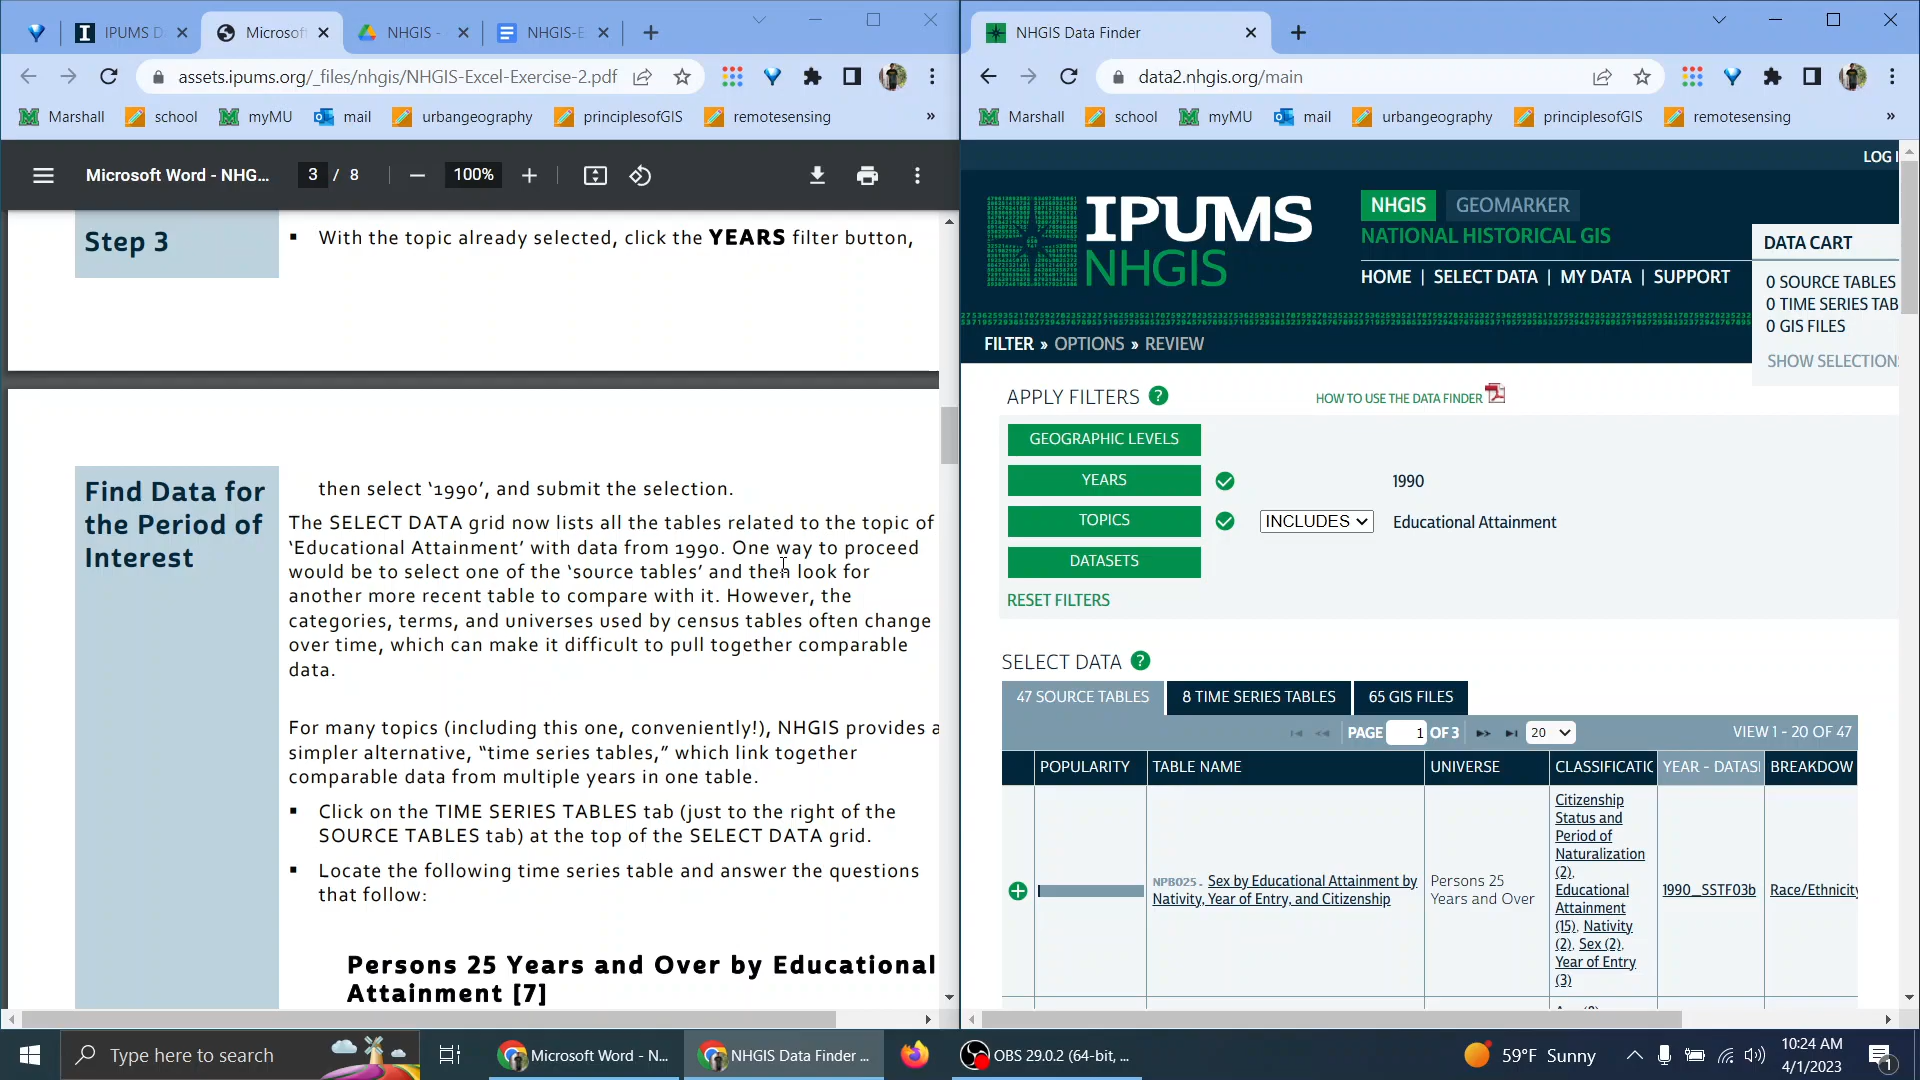 IPUMS D
Microsof
NHGIS -
NHGIS-E
assets.ipums.org/_files/nhgis/NHGIS-Excel-Exercise-2.pdf
Marshall
school
myMU
mail
urbangeography
principlesofGIS
remotesensing
»
Microsoft Word - NHG...
3 / 8
100%
Step 3
▪ With the topic already selected, click the YEARS filter button,
Find Data for
the Period of
Interest
then select ‘1990’, and submit the selection.
The SELECT DATA grid now lists all the tables related to the topic of
‘Educational Attainment’ with data from 1990. One way to proceed
would be to select one of the ‘source tables’ and then look for
another more recent table to compare with it. However, the
categories, terms, and universes used by census tables often change
over time, which can make it difficult to pull together comparable
data.
For many topics (including this one, conveniently!), NHGIS provides a
simpler alternative, “time series tables,” which link together
comparable data from multiple years in one table.
▪ Click on the TIME SERIES TABLES tab (just to the right of the
SOURCE TABLES tab) at the top of the SELECT DATA grid.
▪ Locate the following time series table and answer the questions
that follow:
Persons 25 Years and Over by Educational
Attainment [7]
NHGIS Data Finder
data2.nhgis.org/main
Marshall
school
myMU
mail
urbangeography
principlesofGIS
remotesensing
»
LOG I
IPUMS
NHGIS
NHGIS
GEOMARKER
NATIONAL HISTORICAL GIS
HOME | SELECT DATA | MY DATA | SUPPORT
DATA CART
0 SOURCE TABLES
0 TIME SERIES TAB
0 GIS FILES
SHOW SELECTION
FILTER » OPTIONS » REVIEW
APPLY FILTERS ?
HOW TO USE THE DATA FINDER
GEOGRAPHIC LEVELS
YEARS
1990
TOPICS
INCLUDES
Educational Attainment
DATASETS
RESET FILTERS
SELECT DATA ?
47 SOURCE TABLES
8 TIME SERIES TABLES
65 GIS FILES
PAGE 1 OF 3
20
VIEW 1 - 20 OF 47
POPULARITY
TABLE NAME
UNIVERSE
CLASSIFICATIO
YEAR - DATAS
BREAKDOW
NPB025. Sex by Educational Attainment by
Nativity, Year of Entry, and Citizenship
Persons 25
Years and Over
Citizenship
Status and
Period of
Naturalization
(2),
Educational
Attainment
(15), Nativity
(2), Sex (2),
Year of Entry
(3)
1990_SSTF03b
Race/Ethnicity
Type here to search
Microsoft Word - N...
NHGIS Data Finder ...
OBS 29.0.2 (64-bit, ...
59°F Sunny
10:24 AM
4/1/2023
1